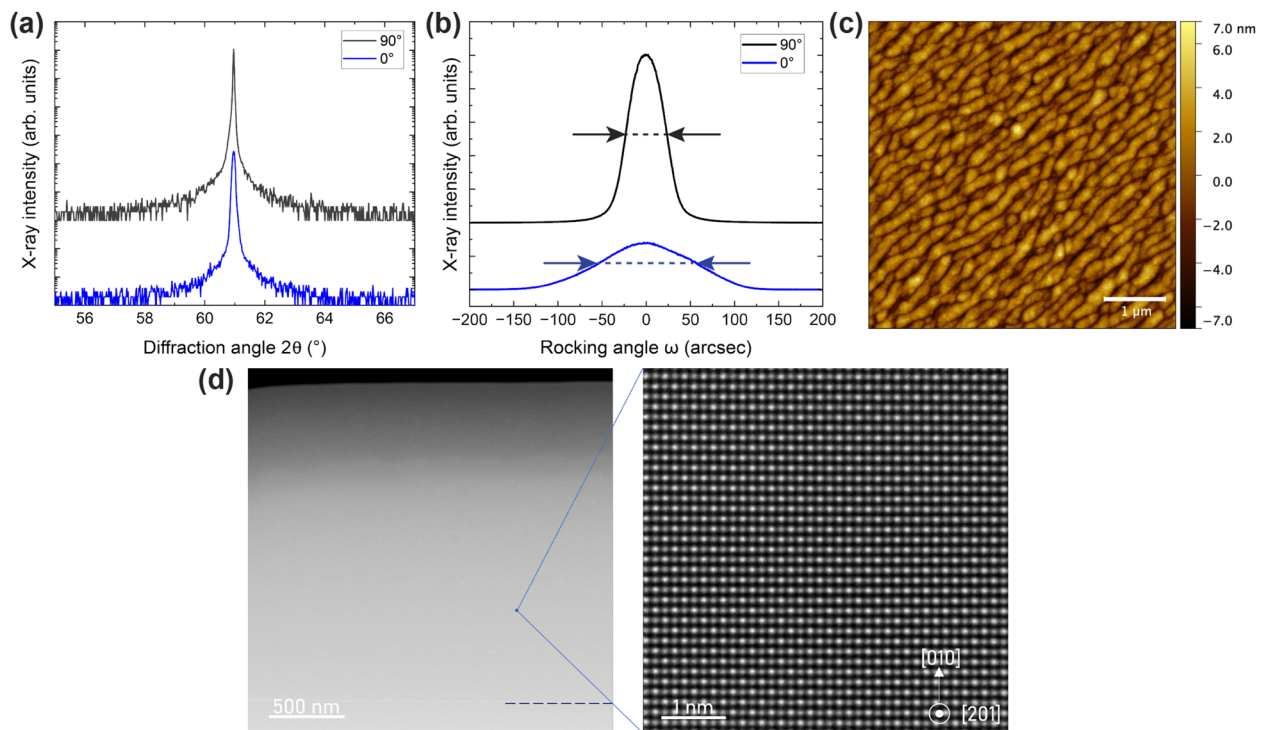 (a)
X-ray intensity (arb. units)
90°
0°
56 58 60 62 64 66
Diffraction angle 2θ (°)
(b)
X-ray intensity (arb. units)
90°
0°
−200 −150 −100 −50 0 50 100 150 200
Rocking angle ω (arcsec)
(c)
1 µm
7.0 nm
6.0
4.0
2.0
0.0
−2.0
−4.0
−7.0
(d)
500 nm
1 nm
[010]
[201]